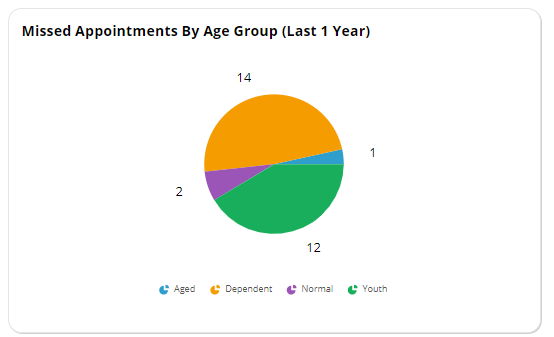 Missed Appointments By Age Group (Last 1 Year)
14
1
2
12
Aged Dependent Normal Youth